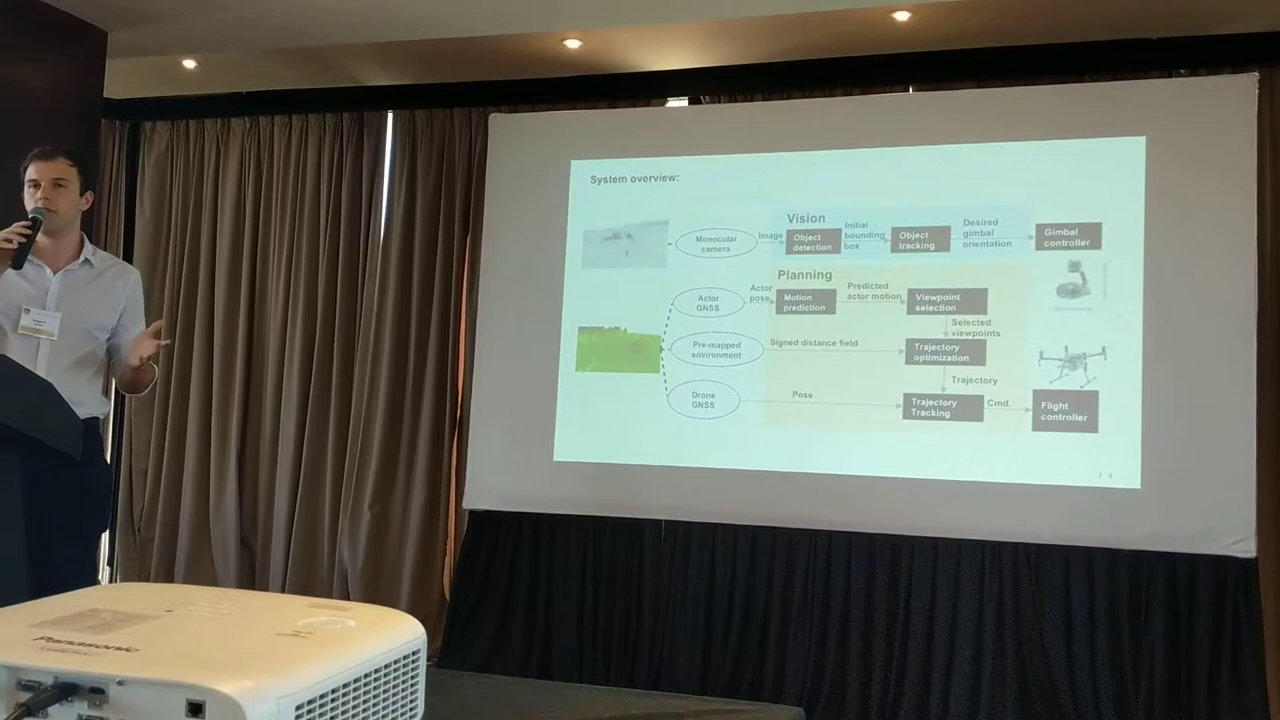 System overview:
Vision
Monocular
camera
Image
Object
detection
Initial
bounding
box
Object
tracking
Desired
gimbal
orientation
Gimbal
controller
Planning
Actor
GNSS
Actor
pose
Motion
prediction
Predicted
actor motion
Viewpoint
selection
Selected
viewpoints
Pre-mapped
environment
Signed distance field
Trajectory
optimization
Trajectory
Drone
GNSS
Pose
Trajectory
Tracking
Cmd.
Flight
controller
Panasonic